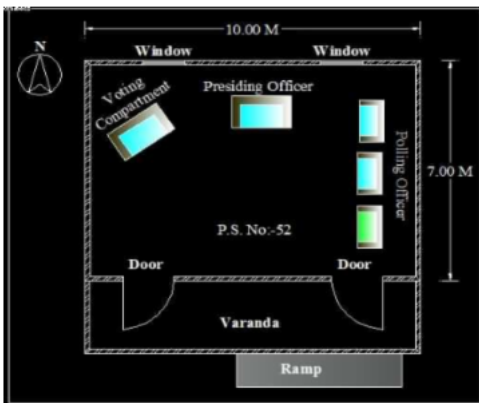 10.00 M
N
Window
Window
Voting
Compartment
Presiding Officer
Polling Officer
7.00 M
P.S. No:-52
Door
Door
Varanda
Ramp